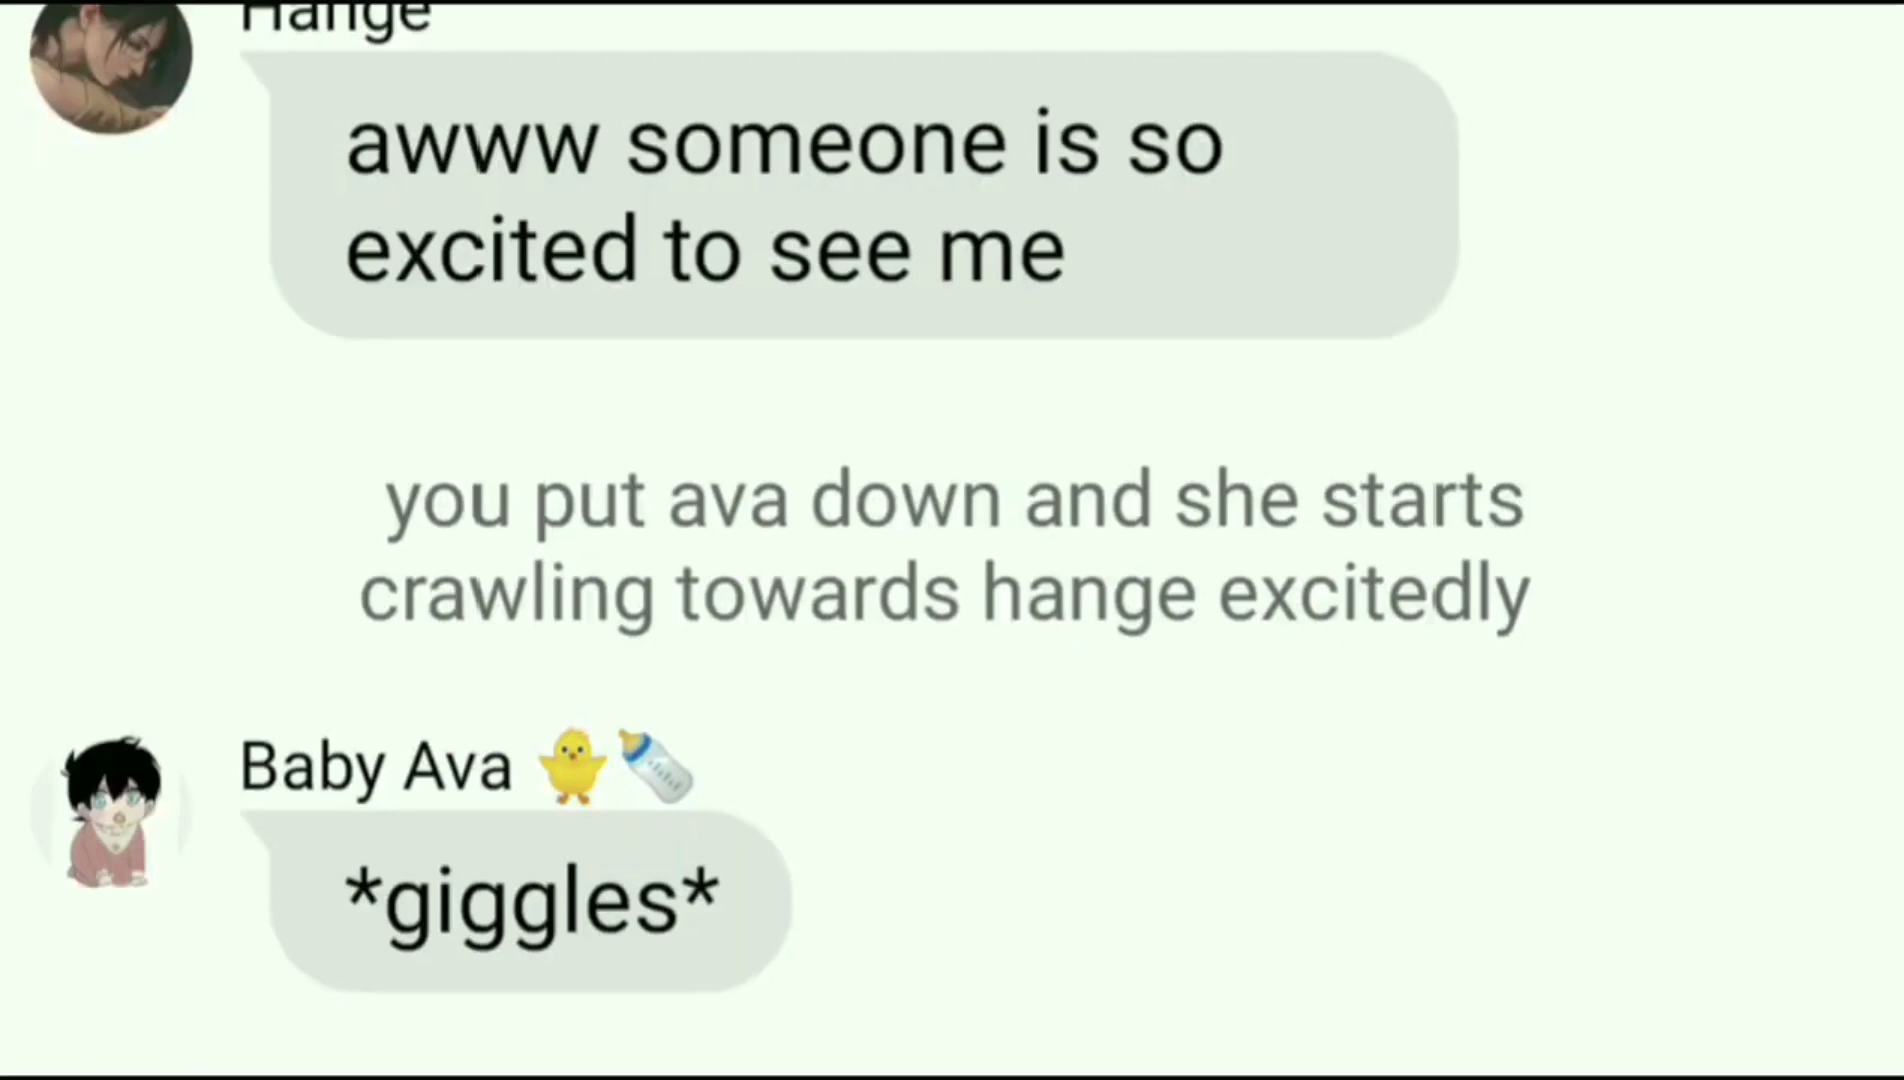 Hange
awww someone is so
excited to see me
you put ava down and she starts
crawling towards hange excitedly
Baby Ava 🐥🍼
*giggles*